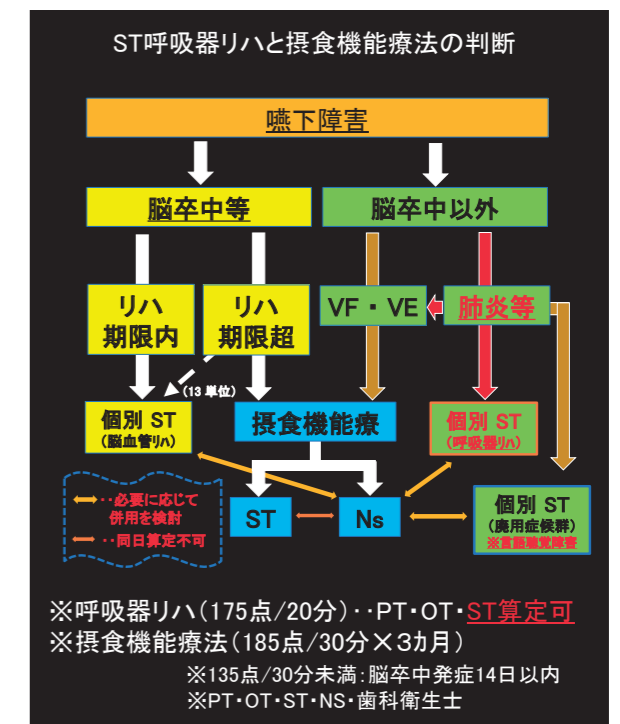 ST呼吸器リハと摂食機能療法の判断
嚥下障害
脳卒中等
脳卒中以外
リハ
期限内
リハ
期限超
VF・VE
肺炎等
(13 単位)
個別 ST
(脳血管リハ)
摂食機能療
個別 ST
(呼吸器リハ)
‥必要に応じて
併用を検討
‥同日算定不可
ST
Ns
個別 ST
(廃用症候群)
※言語聴覚障害
※呼吸器リハ(175点/20分)‥PT・OT・ST算定可
※摂食機能療法(185点/30分×3カ月)
※135点/30分未満:脳卒中発症14日以内
※PT・OT・ST・NS・歯科衛生士